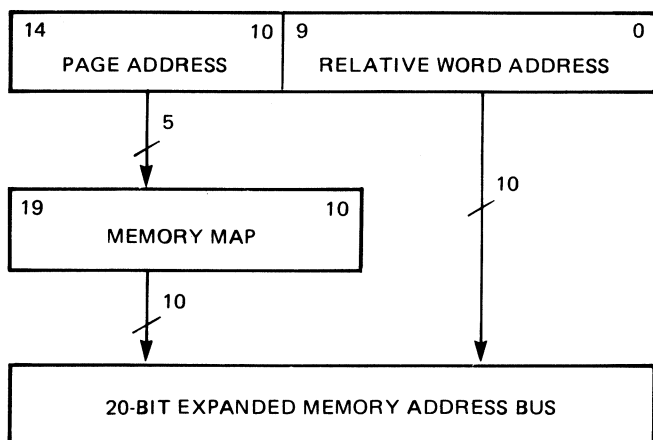 14 10 9 0
PAGE ADDRESS RELATIVE WORD ADDRESS
5
19 10
MEMORY MAP
10
10
20-BIT EXPANDED MEMORY ADDRESS BUS